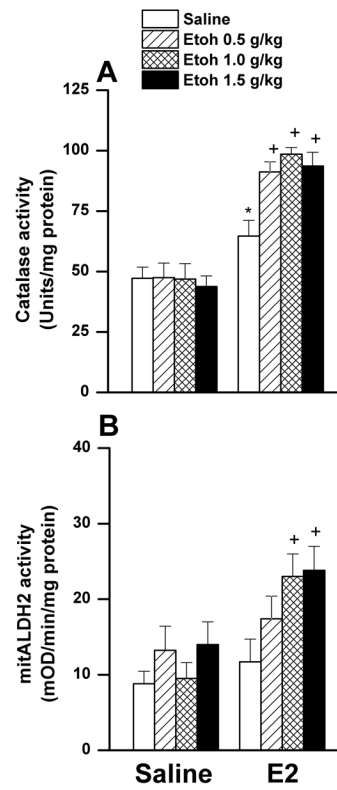 Saline
Etoh 0.5 g/kg
Etoh 1.0 g/kg
Etoh 1.5 g/kg
A
125
100
75
50
25
0
Catalase activity
(Units/mg protein)
*
+
+
+
B
40
30
20
10
0
mitALDH2 activity
(mOD/min/mg protein)
+
+
Saline
E2